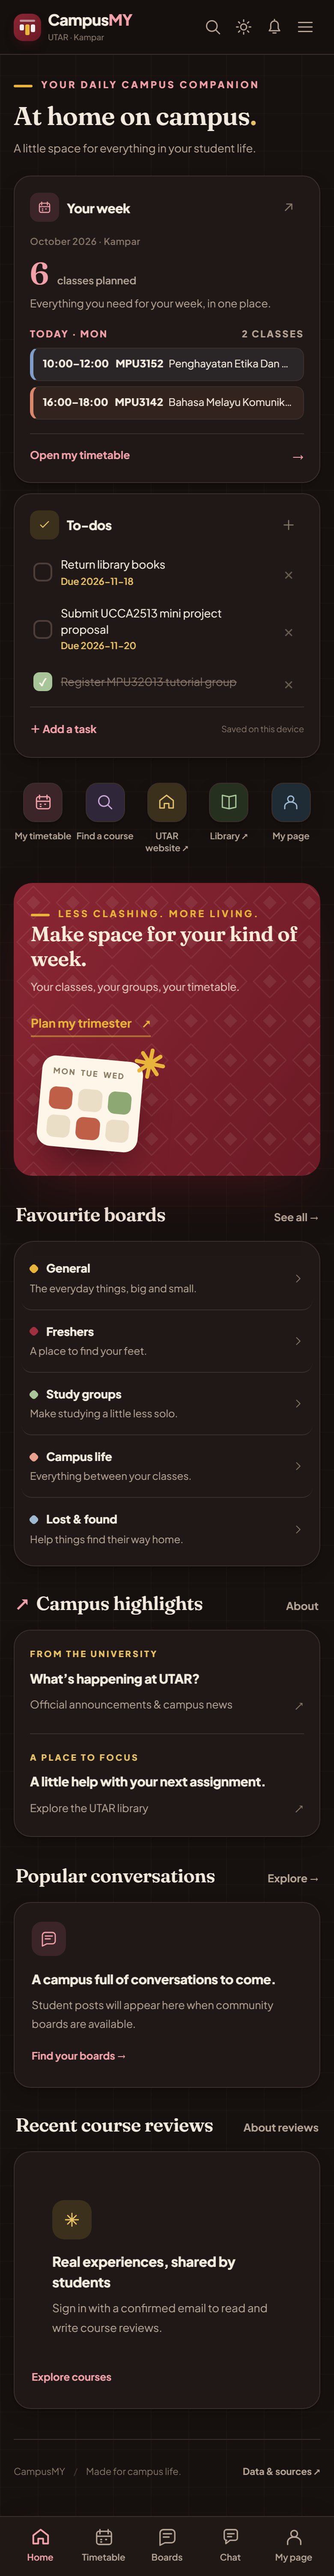 CampusMY
UTAR · Kampar
YOUR DAILY CAMPUS COMPANION
At home on campus.
A little space for everything in your student life.
Your week
October 2026 · Kampar
6 classes planned
Everything you need for your week, in one place.
TODAY · MON 2 CLASSES
10:00–12:00 MPU3152 Penghayatan Etika Dan ...
16:00–18:00 MPU3142 Bahasa Melayu Komunik...
Open my timetable →
To-dos
Return library books
Due 2026-11-18
Submit UCCA2513 mini project
proposal
Due 2026-11-20
Register MPU32013 tutorial group
+ Add a task Saved on this device
My timetable Find a course UTAR Library ↗ My page
website ↗
LESS CLASHING. MORE LIVING.
Make space for your kind of
week.
Your classes, your groups, your timetable.
Plan my trimester ↗
MON TUE WED
Favourite boards See all →
General
The everyday things, big and small.
Freshers
A place to find your feet.
Study groups
Make studying a little less solo.
Campus life
Everything between your classes.
Lost & found
Help things find their way home.
↗ Campus highlights About
FROM THE UNIVERSITY
What's happening at UTAR?
Official announcements & campus news ↗
A PLACE TO FOCUS
A little help with your next assignment.
Explore the UTAR library ↗
Popular conversations Explore →
A campus full of conversations to come.
Student posts will appear here when community
boards are available.
Find your boards →
Recent course reviews About reviews
Real experiences, shared by
students
Sign in with a confirmed email to read and
write course reviews.
Explore courses
CampusMY / Made for campus life. Data & sources ↗
Home Timetable Boards Chat My page